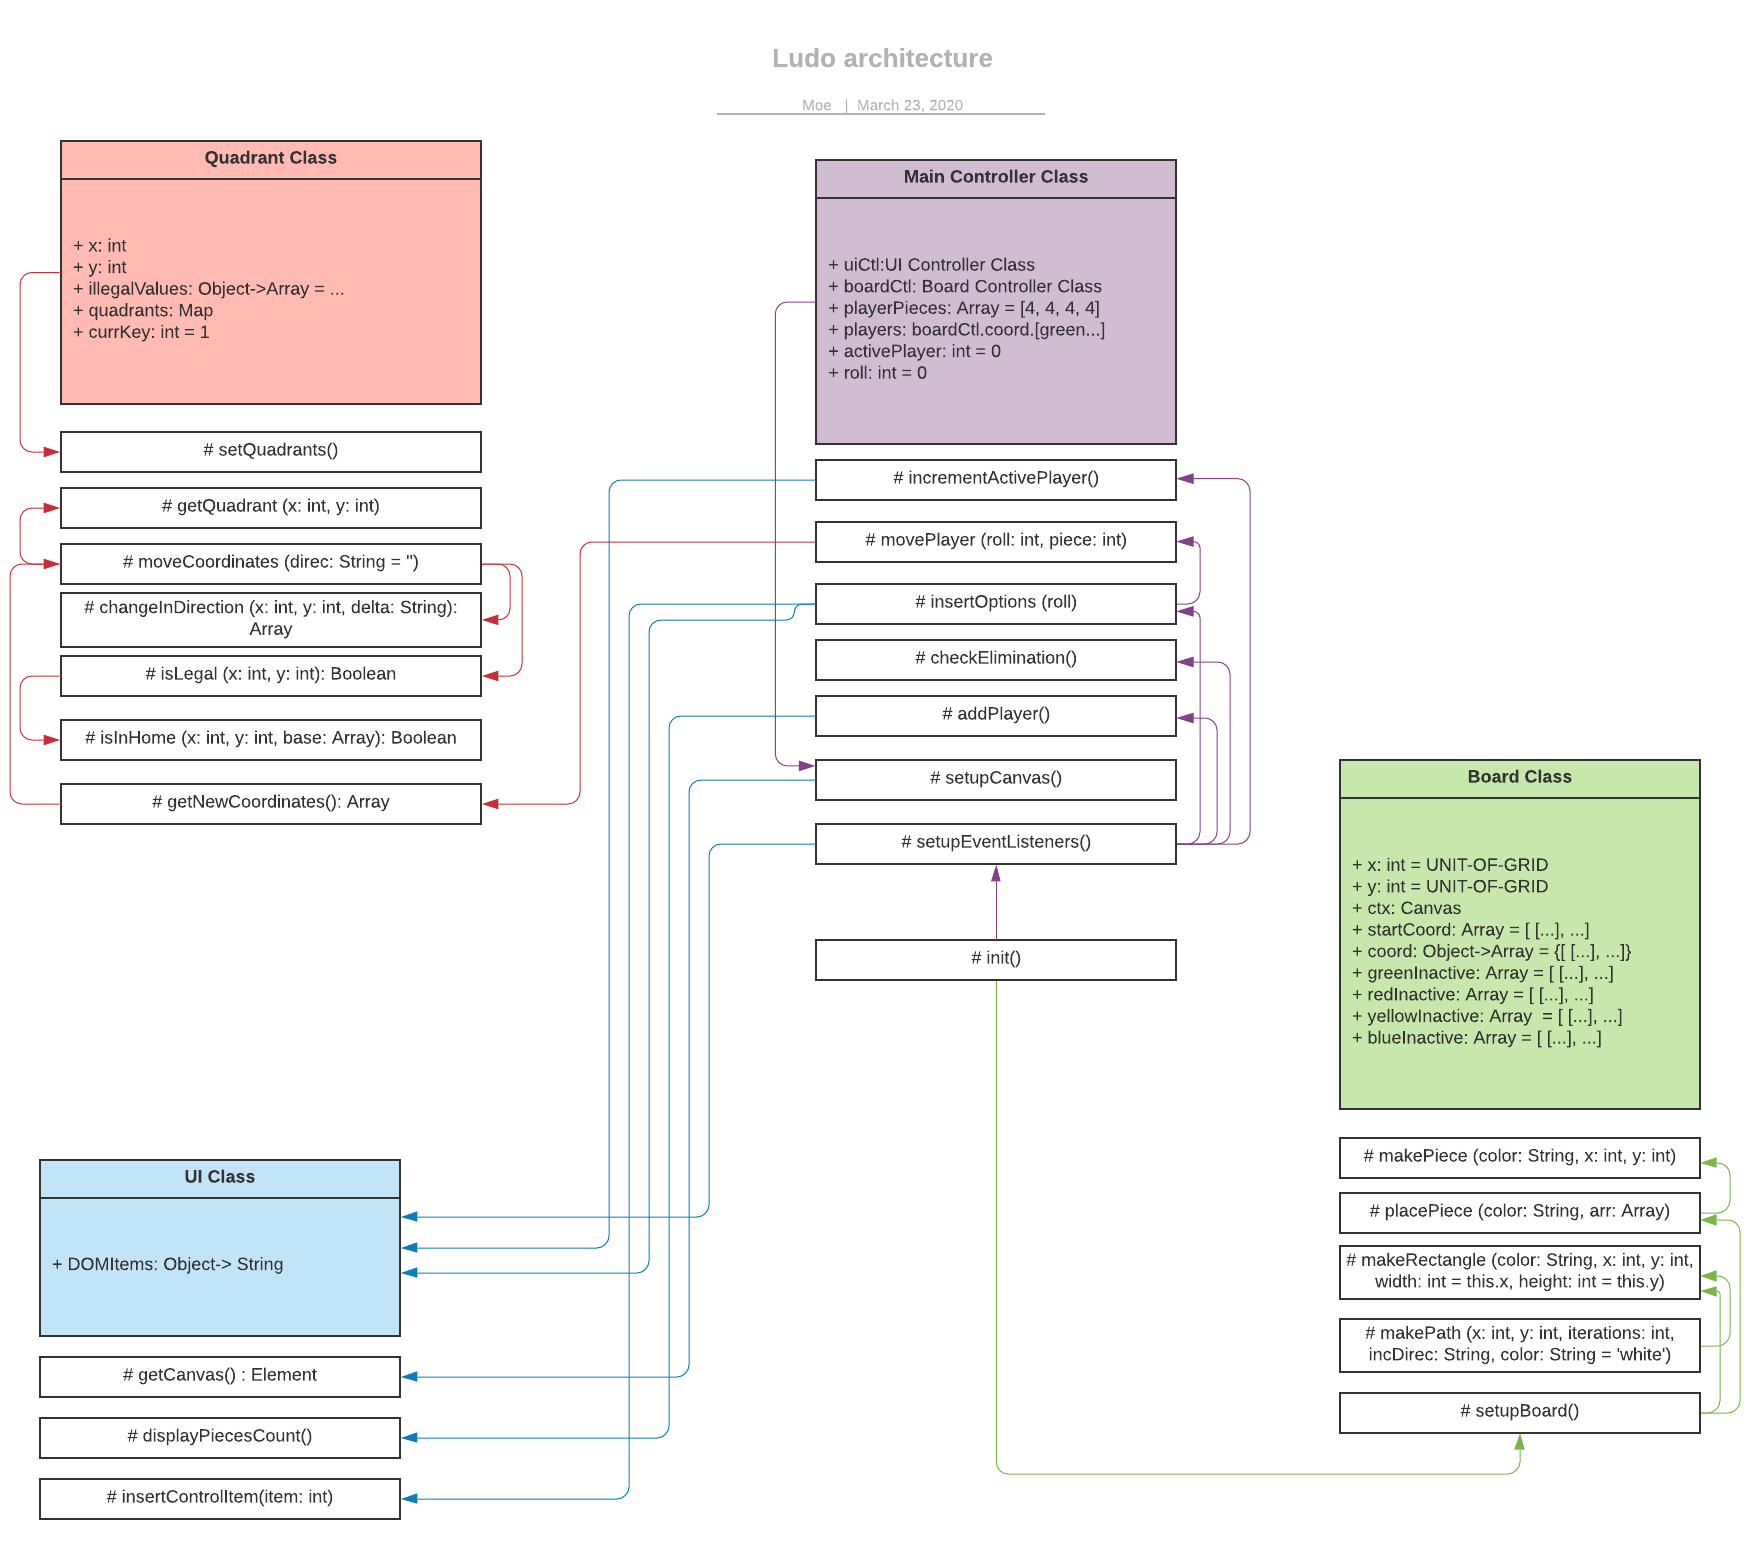 Ludo architecture
Moe | March 23, 2020
Quadrant Class
+ x: int
+ y: int
+ illegalValues: Object->Array = ...
+ quadrants: Map
+ currKey: int = 1
# setQuadrants()
# getQuadrant (x: int, y: int)
# moveCoordinates (direc: String = '')
# changeInDirection (x: int, y: int, delta: String):
Array
# isLegal (x: int, y: int): Boolean
# isInHome (x: int, y: int, base: Array): Boolean
# getNewCoordinates(): Array
Main Controller Class
+ uiCtl:UI Controller Class
+ boardCtl: Board Controller Class
+ playerPieces: Array = [4, 4, 4, 4]
+ players: boardCtl.coord.[green...]
+ activePlayer: int = 0
+ roll: int = 0
# incrementActivePlayer()
# movePlayer (roll: int, piece: int)
# insertOptions (roll)
# checkElimination()
# addPlayer()
# setupCanvas()
# setupEventListeners()
# init()
Board Class
+ x: int = UNIT-OF-GRID
+ y: int = UNIT-OF-GRID
+ ctx: Canvas
+ startCoord: Array = [ [...], ...]
+ coord: Object->Array = {[ [...], ...]}
+ greenInactive: Array = [ [...], ...]
+ redInactive: Array = [ [...], ...]
+ yellowInactive: Array  = [ [...], ...]
+ blueInactive: Array = [ [...], ...]
# makePiece (color: String, x: int, y: int)
# placePiece (color: String, arr: Array)
# makeRectangle (color: String, x: int, y: int,
width: int = this.x, height: int = this.y)
# makePath (x: int, y: int, iterations: int,
incDirec: String, color: String = 'white')
# setupBoard()
UI Class
+ DOMItems: Object-> String
# getCanvas() : Element
# displayPiecesCount()
# insertControlItem(item: int)